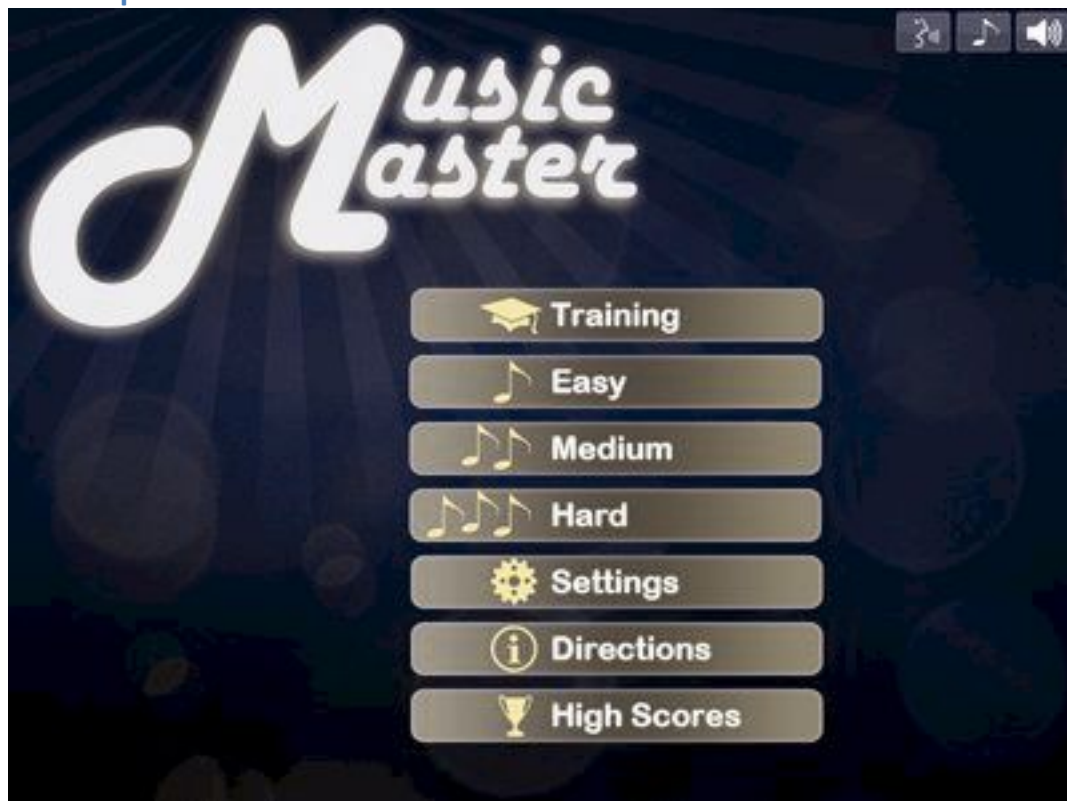 Music
Master
Training
Easy
Medium
Hard
Settings
Directions
High Scores